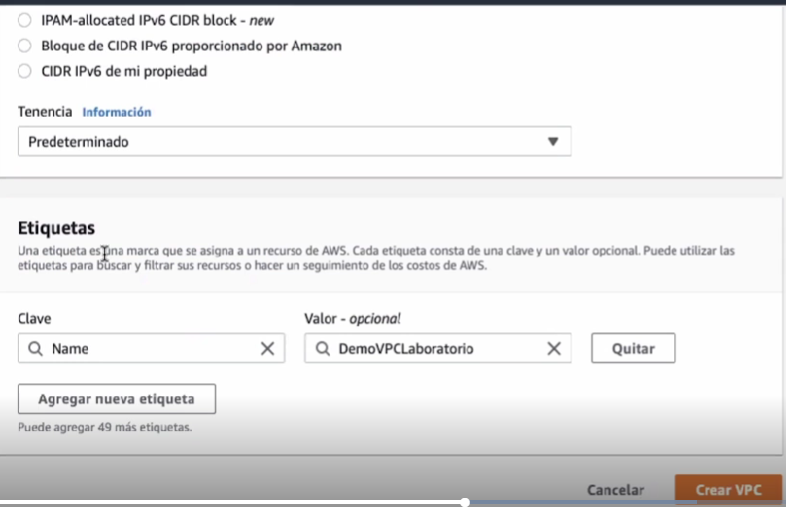 IPAM-allocated IPv6 CIDR block - new
Bloque de CIDR IPv6 proporcionado por Amazon
CIDR IPv6 de mi propiedad
Tenencia Información
Predeterminado
Etiquetas
Una etiqueta es una marca que se asigna a un recurso de AWS. Cada etiqueta consta de una clave y un valor opcional. Puede utilizar las
etiquetas para buscar y filtrar sus recursos o hacer un seguimiento de los costos de AWS.
Clave Valor - opcional
Name DemoVPCLaboratorio Quitar
Agregar nueva etiqueta
Puede agregar 49 más etiquetas.
Cancelar Crear VPC